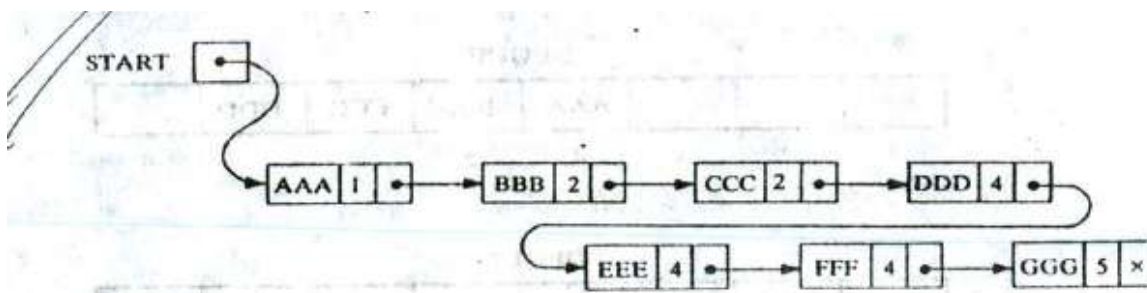 START
AAA 1 BBB 2 CCC 2 DDD 4
EEE 4 FFF 4 GGG 5 ×